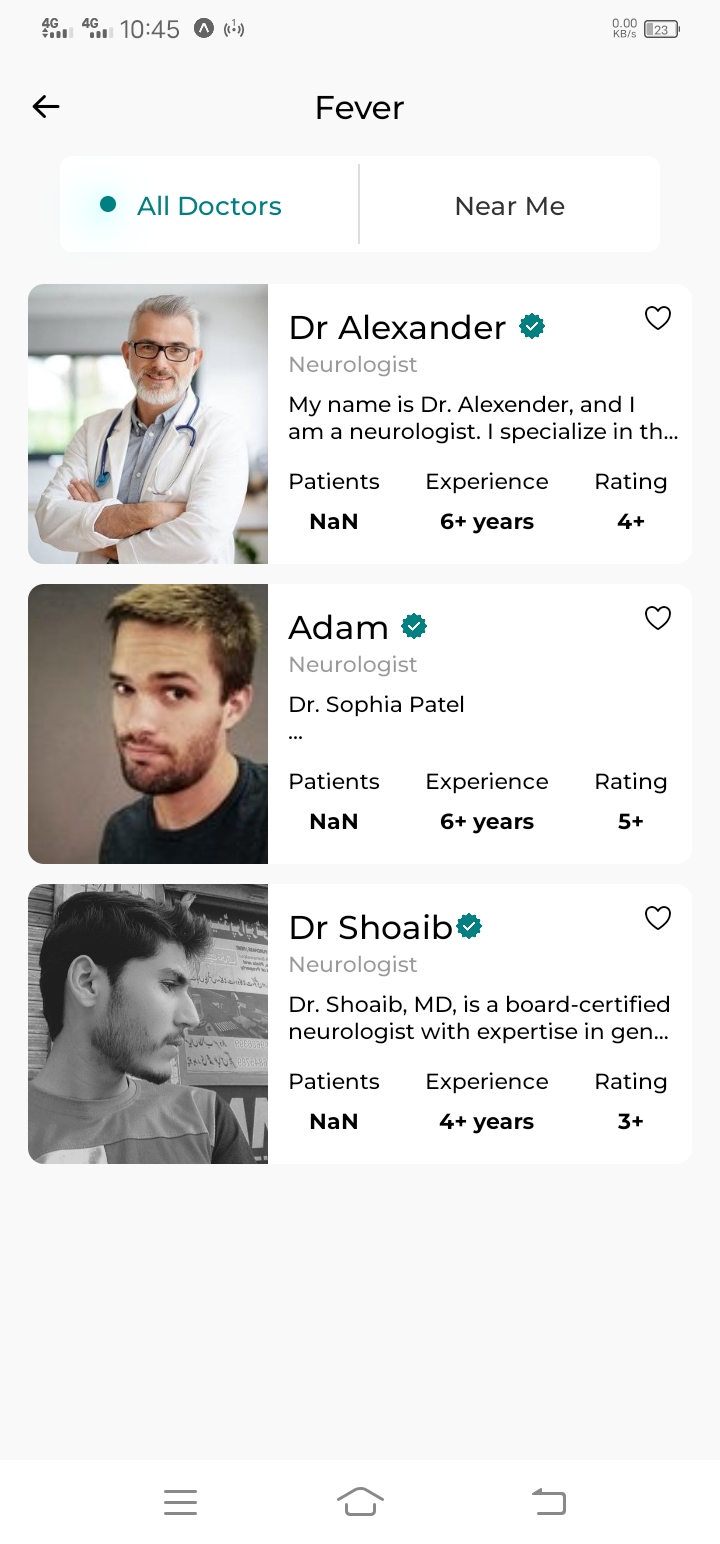 4G 4G 10:45 0.00 KB/s 23
Fever
All Doctors Near Me
Dr Alexander
Neurologist
My name is Dr. Alexender, and I
am a neurologist. I specialize in th...
Patients Experience Rating
NaN 6+ years 4+
Adam
Neurologist
Dr. Sophia Patel
...
Patients Experience Rating
NaN 6+ years 5+
Dr Shoaib
Neurologist
Dr. Shoaib, MD, is a board-certified
neurologist with expertise in gen...
Patients Experience Rating
NaN 4+ years 3+